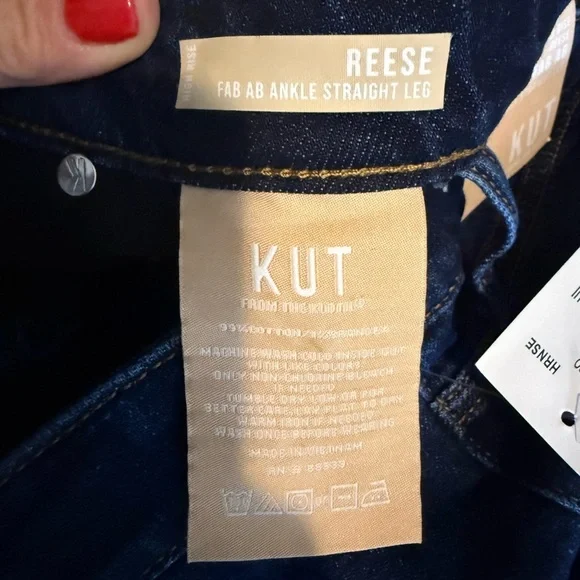 HIGH RISE
REESE
FAB AB ANKLE STRAIGHT LEG
KUT
KUT
FROM THE KLOTH
MACHINE WASH COLD INSIDE OUT
WITH LIKE COLORS
ONLY NON-CHLORINE BLEACH
IF NEEDED
TUMBLE DRY LOW OR FOR
BETTER CARE, LAY FLAT TO DRY
WARM IRON IF NEEDED
WASH ONCE BEFORE WEARING
MADE IN VIETNAM
or
HRNSE